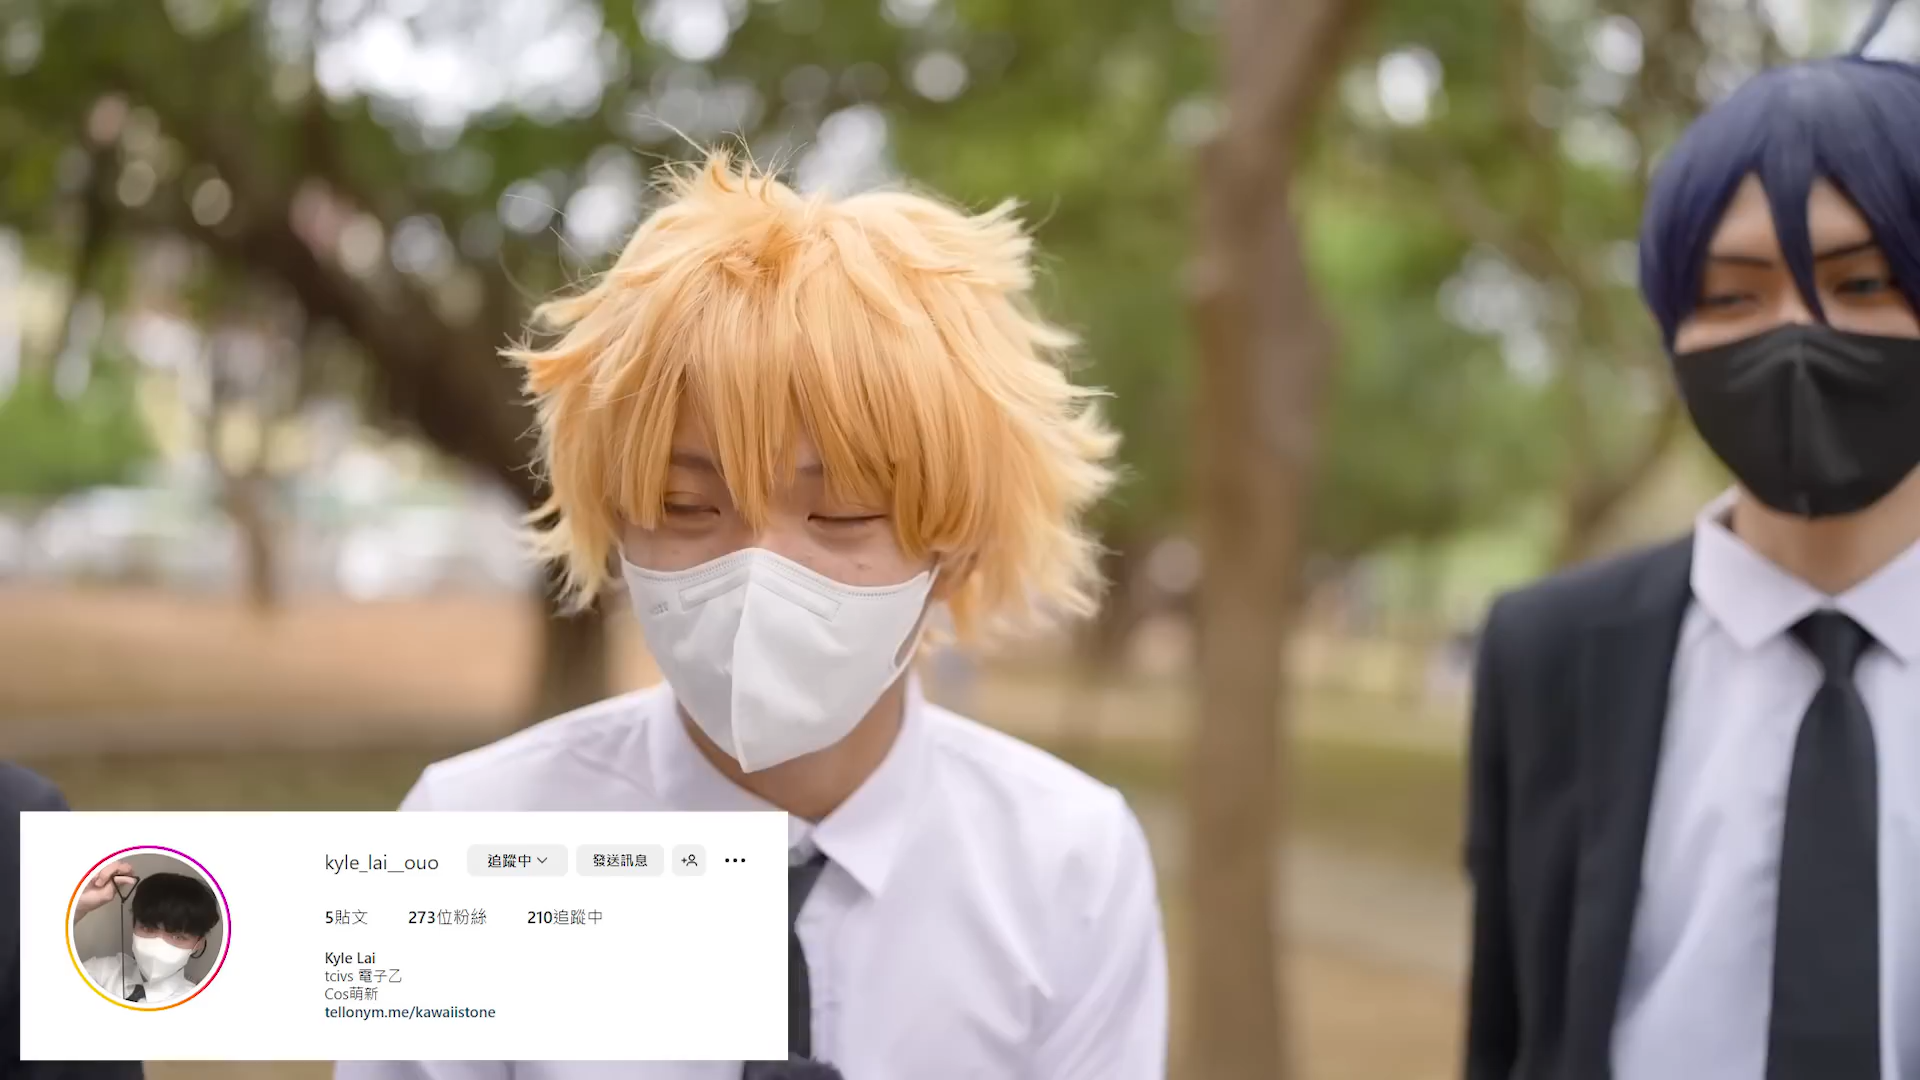 kyle_lai__ouo 追蹤中 發送訊息
5貼文 273位粉絲 210追蹤中
Kyle Lai
tcivs 電子乙
Cos萌新
tellonym.me/kawaiistone